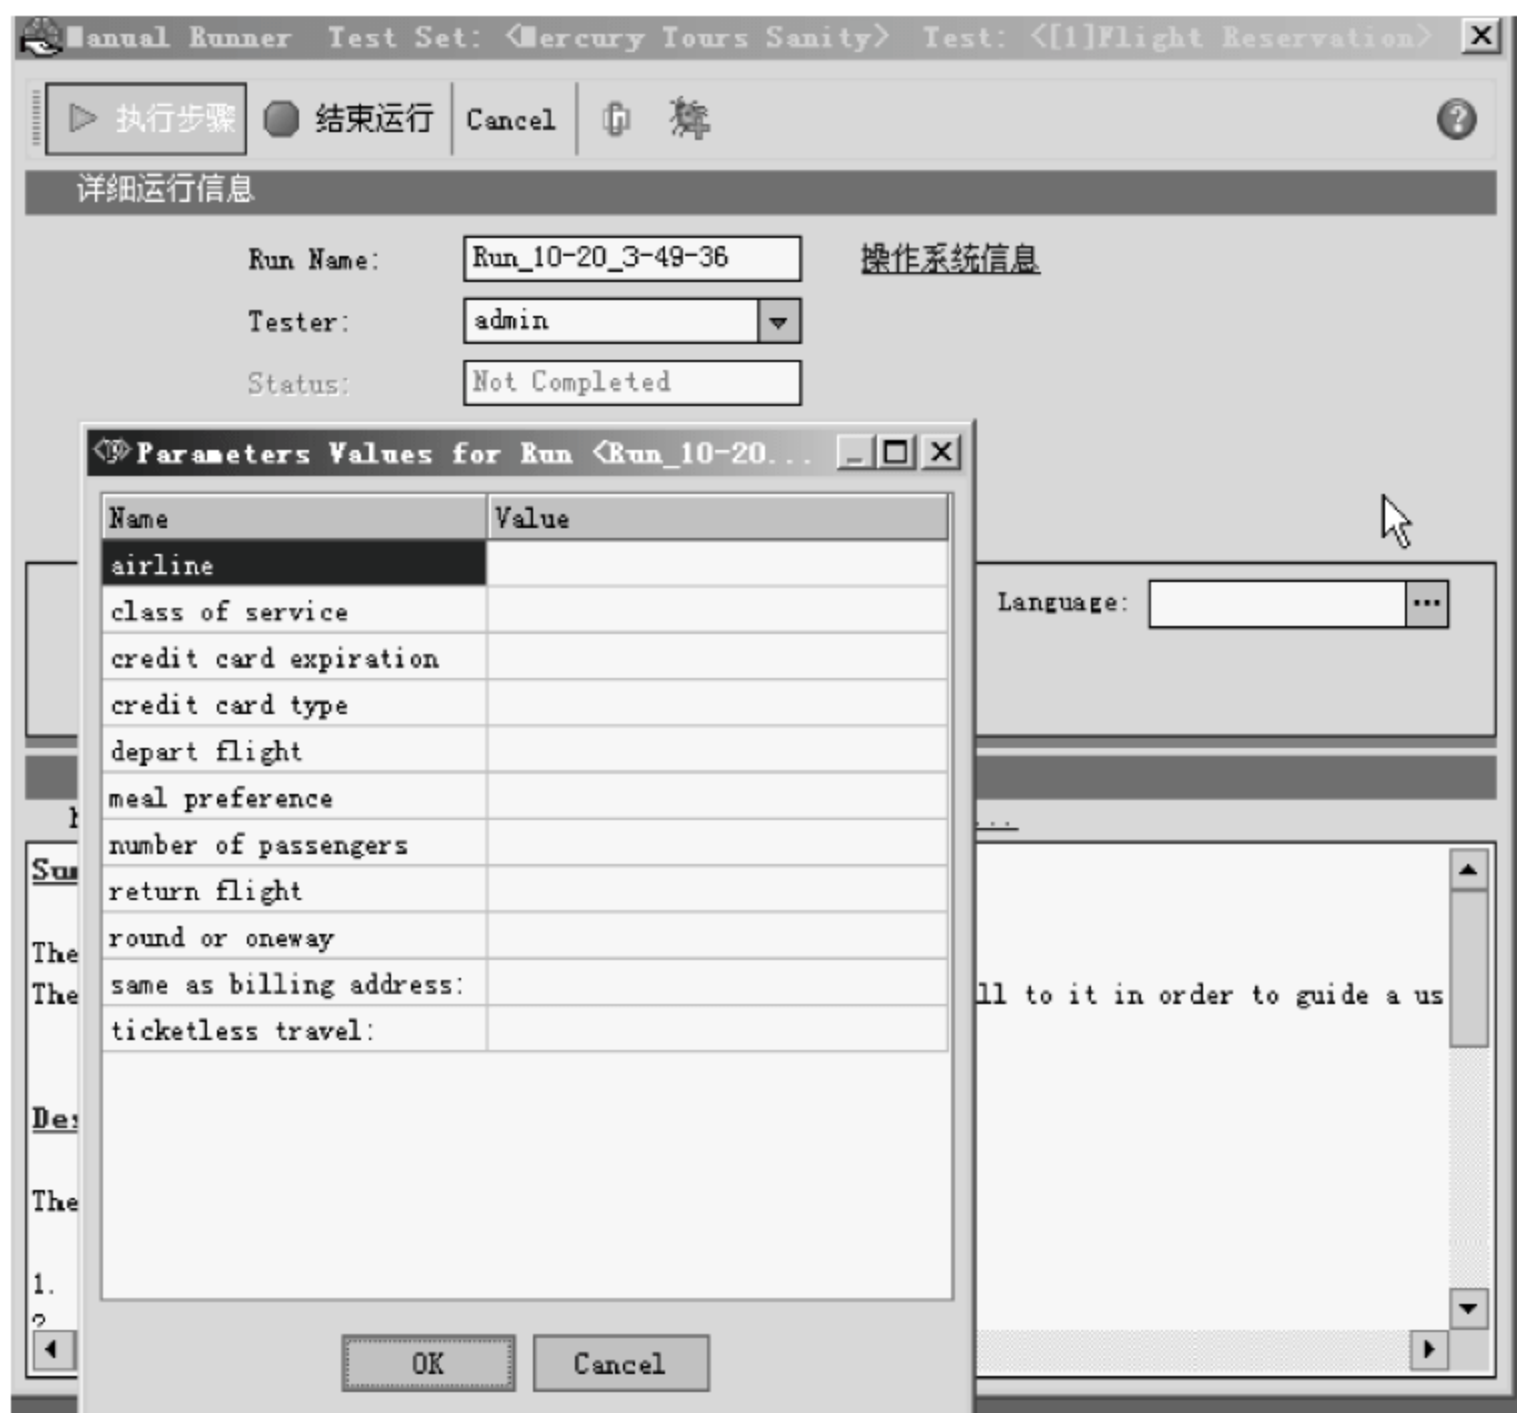 Manual Runner  Test Set: <Mercury Tours Sanity>  Test: <[1]Flight Reservation>
执行步骤 结束运行 Cancel
详细运行信息
Run Name: Run_10-20_3-49-36 操作系统信息
Tester: admin
Status: Not Completed
Parameters Values for Run <Run_10-20...
Name Value
airline
Language: ...
class of service
credit card expiration
credit card type
depart flight
meal preference
number of passengers
return flight
round or oneway
same as billing address:
ticketless travel:
...
The
The
ll to it in order to guide a us
The
1.
OK Cancel